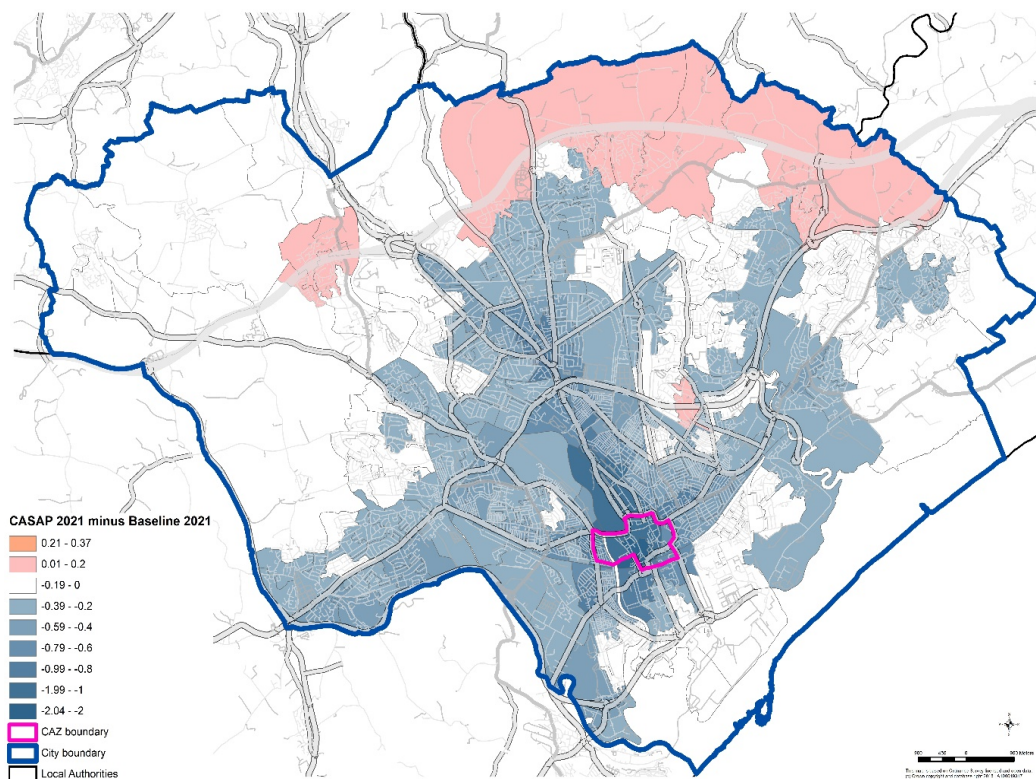 CASAP 2021 minus Baseline 2021
0.21 - 0.37
0.01 - 0.2
-0.19 - 0
-0.39 - -0.2
-0.59 - -0.4
-0.79 - -0.6
-0.99 - -0.8
-1.99 - -1
-2.04 - -2
CAZ boundary
City boundary
Local Authorities